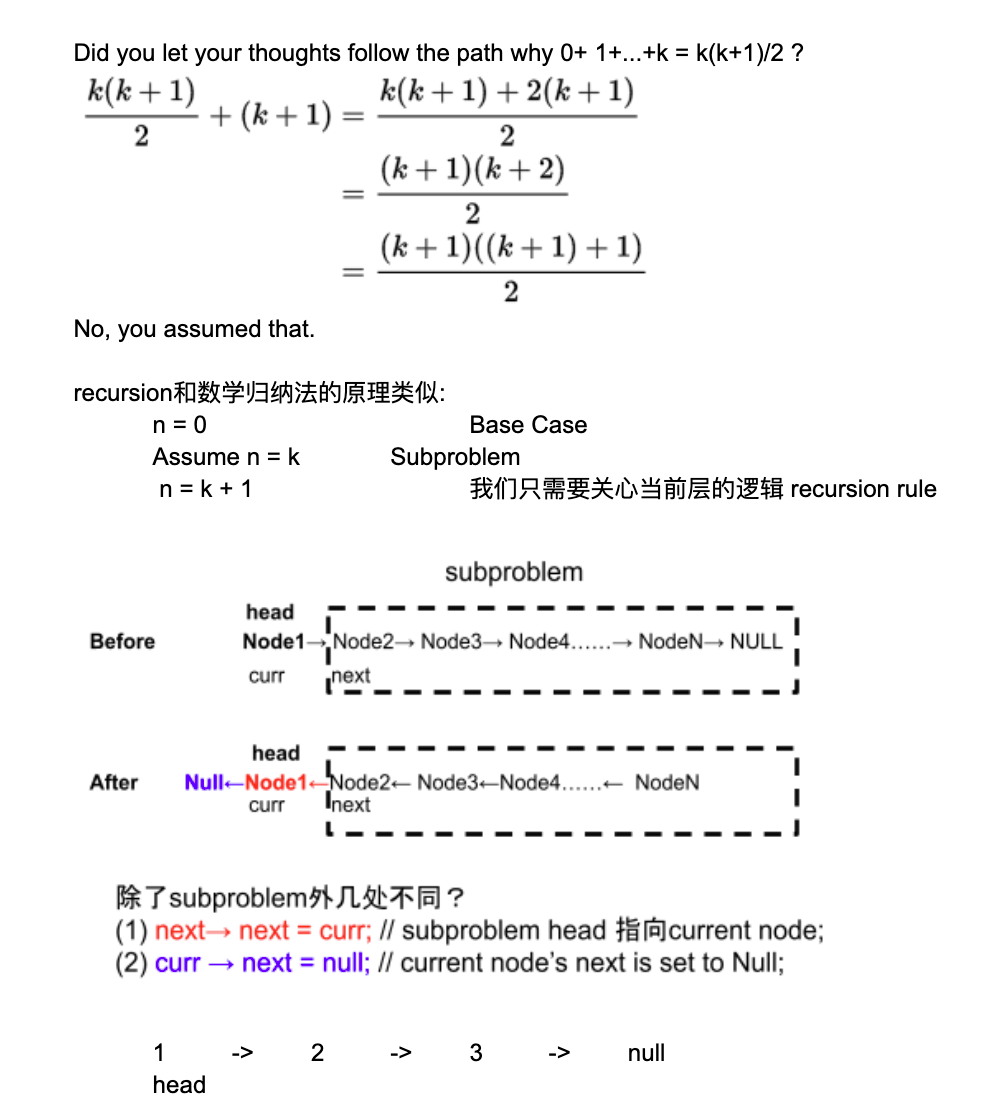 Did you let your thoughts follow the path why 0+ 1+...+k = k(k+1)/2 ?
k(k + 1)/2 + (k + 1) = (k(k + 1) + 2(k + 1))/2
= ((k + 1)(k + 2))/2
= ((k + 1)((k + 1) + 1))/2
No, you assumed that.
recursion和数学归纳法的原理类似:
n = 0 Base Case
Assume n = k Subproblem
n = k + 1 我们只需要关心当前层的逻辑 recursion rule
subproblem
head
Before Node1→ Node2→ Node3→ Node4......→ NodeN→ NULL
curr next
head
After Null←Node1←Node2← Node3←Node4......← NodeN
curr next
除了subproblem外几处不同？
(1) next→ next = curr; // subproblem head 指向current node;
(2) curr → next = null; // current node's next is set to Null;
1 -> 2 -> 3 -> null
head